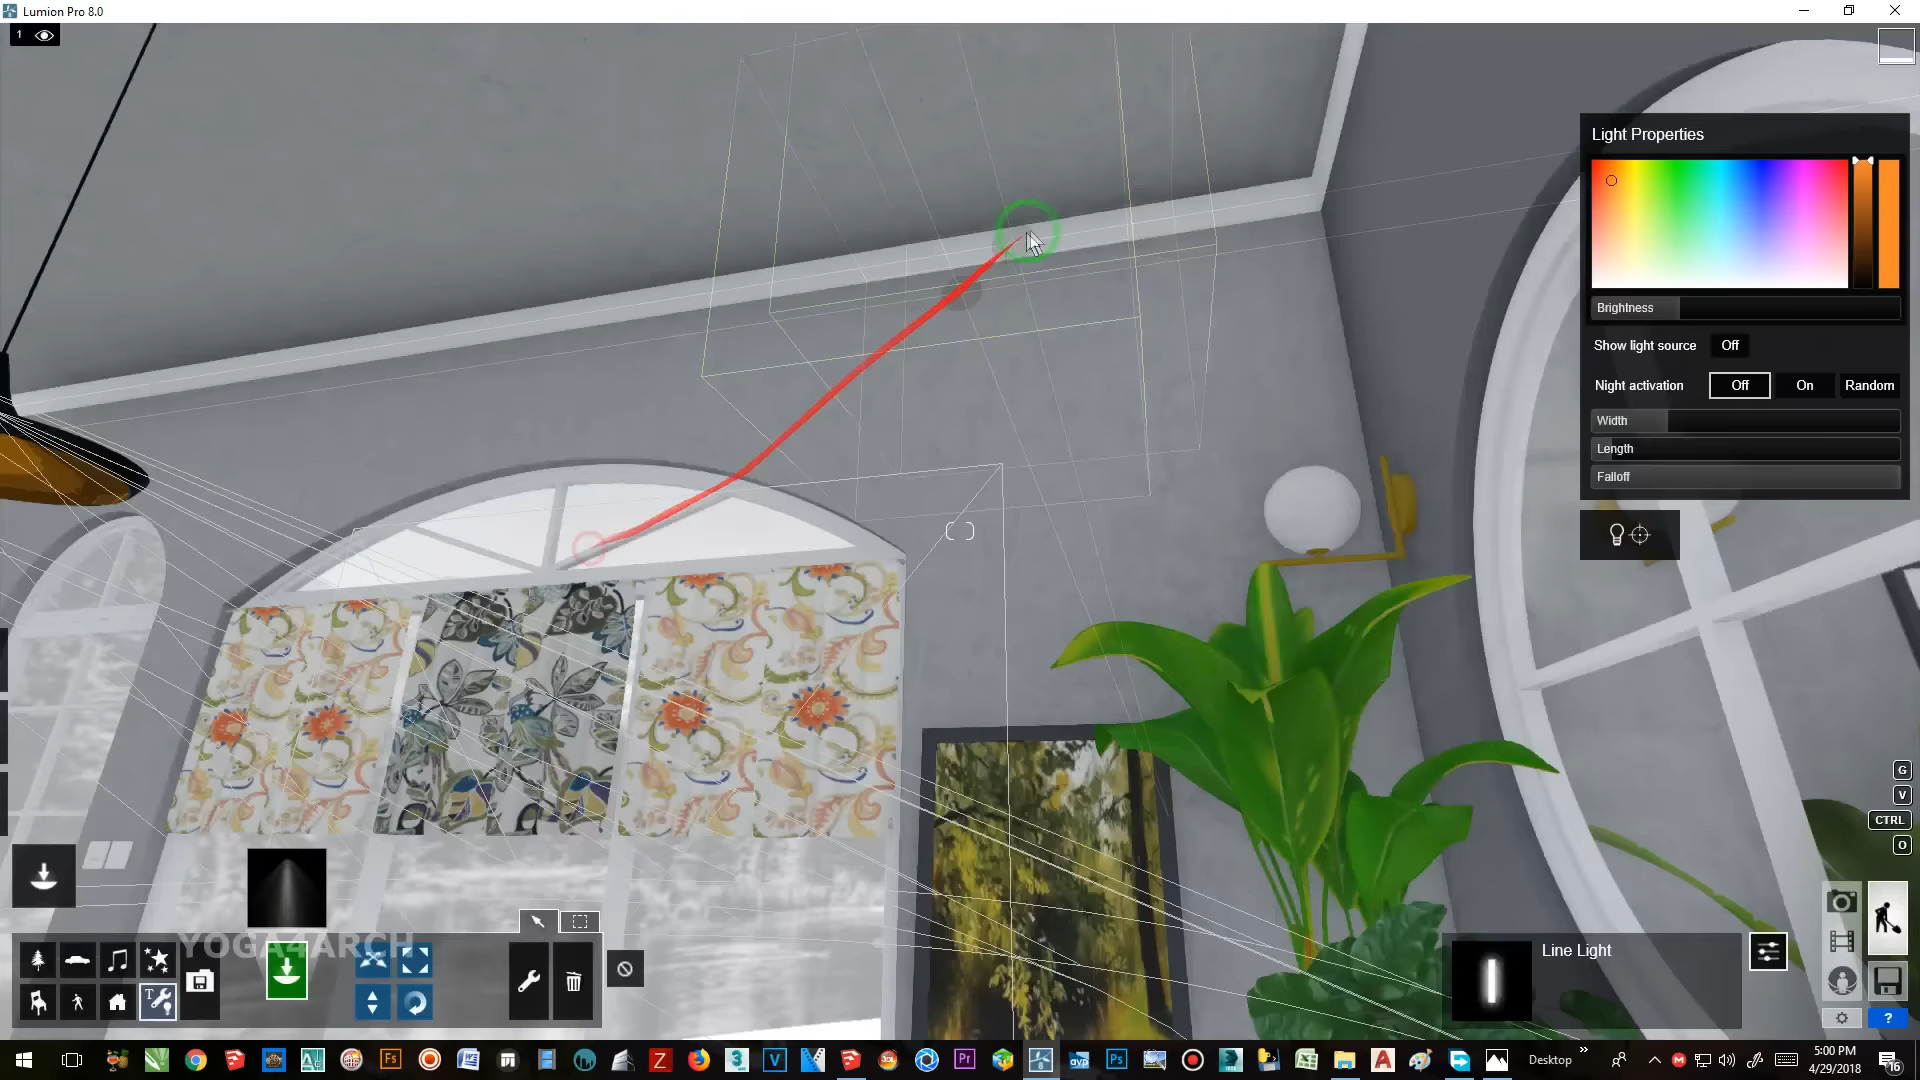 Lumion Pro 8.0
1
Light Properties
Brightness
Show light source Off
Night activation Off On Random
Width
Length
Falloff
G
V
CTRL
O
YOGA4ARCH
Line Light
?
Desktop
5:00 PM
4/29/2018
16